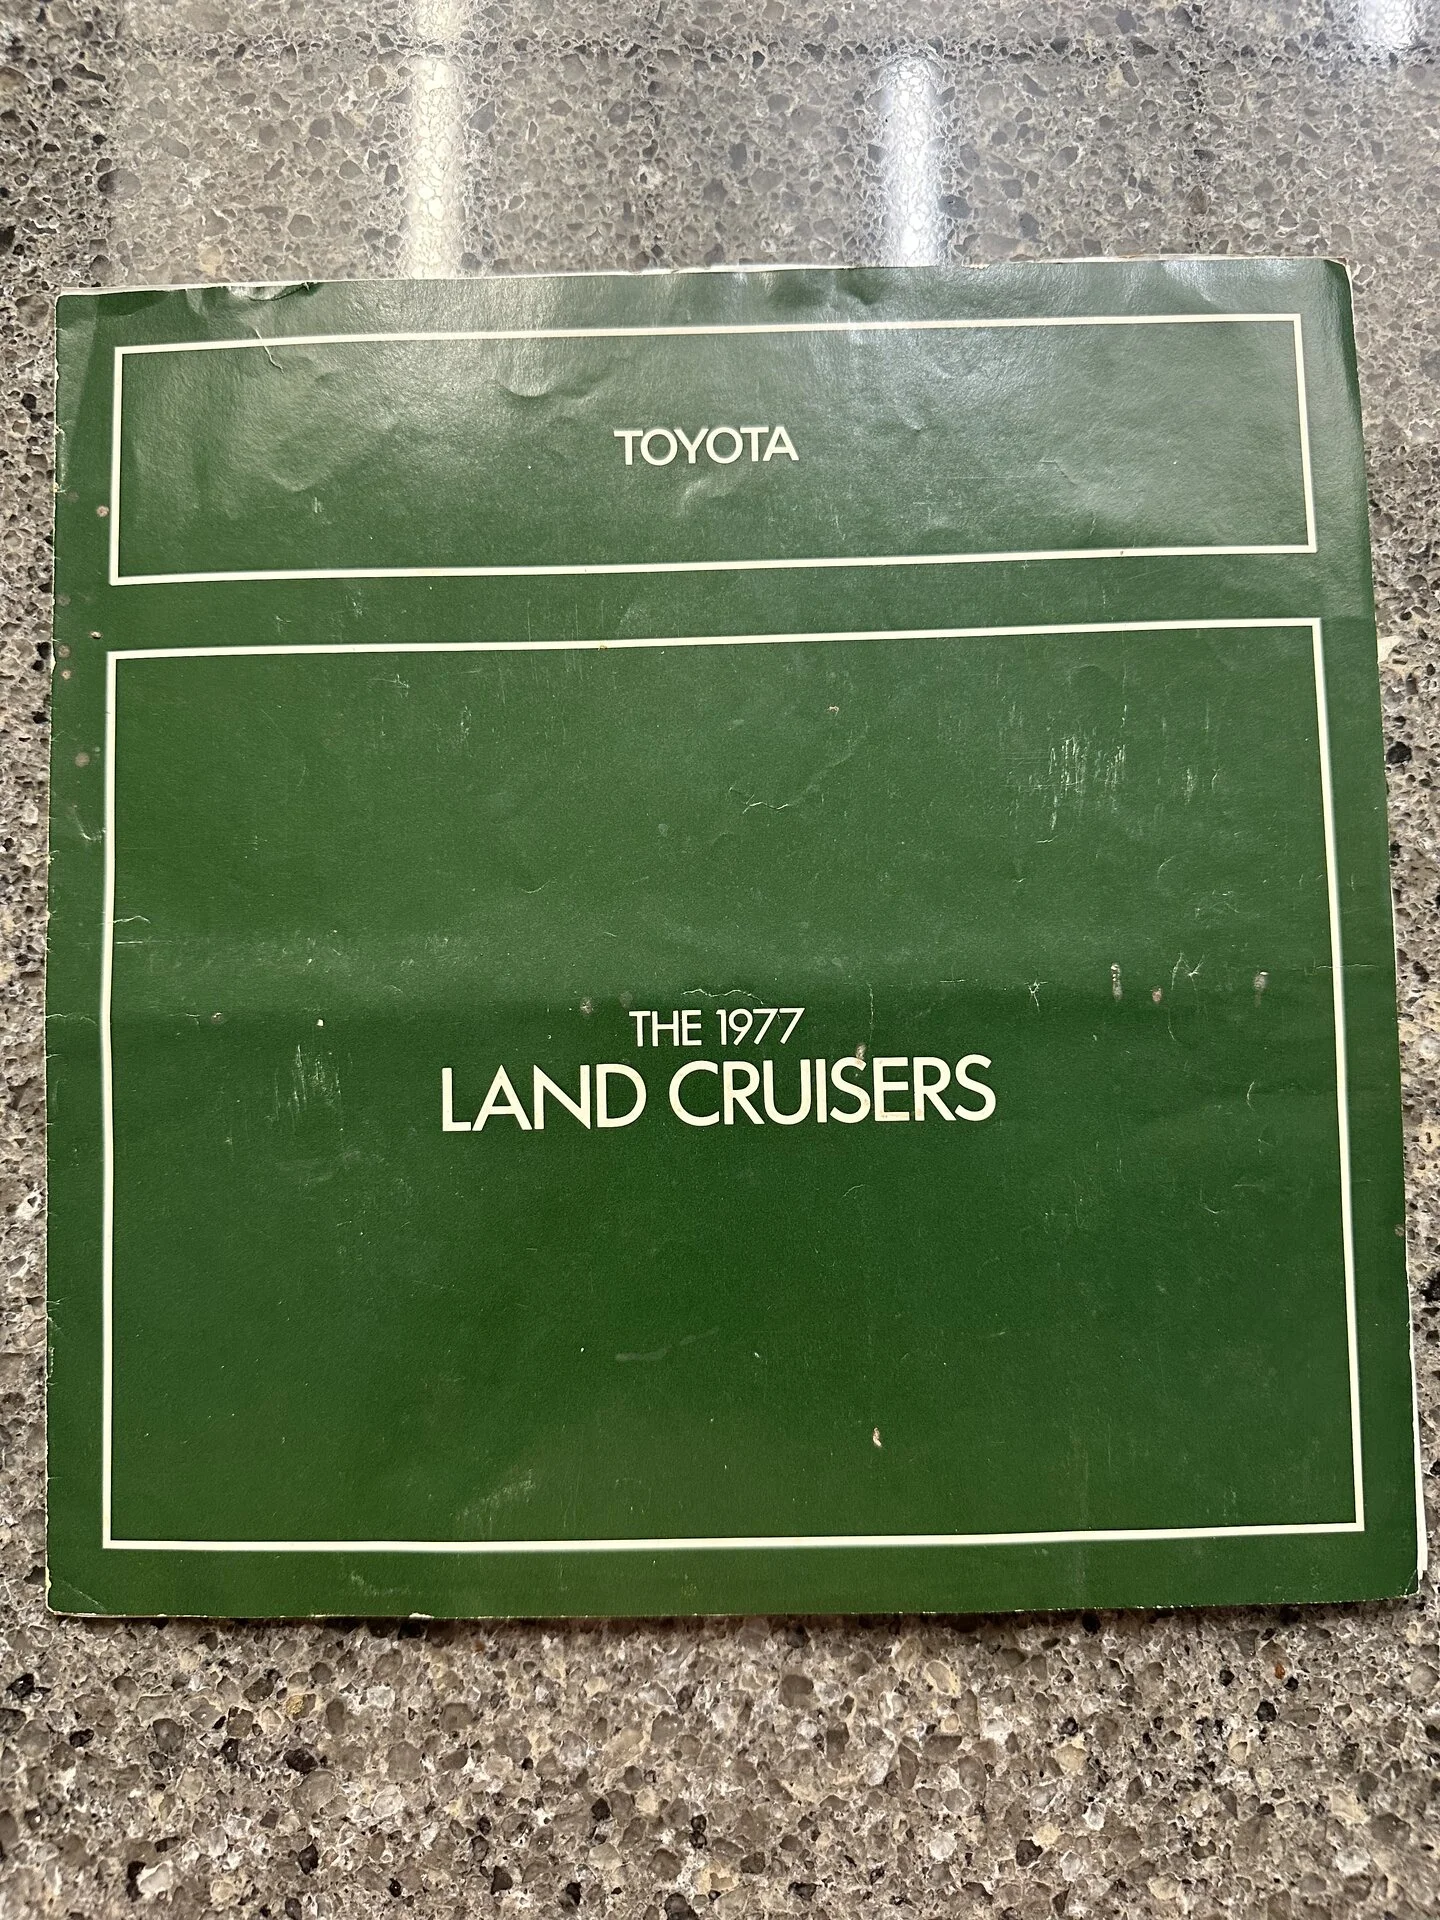 TOYOTA
THE 1977
LAND CRUISERS